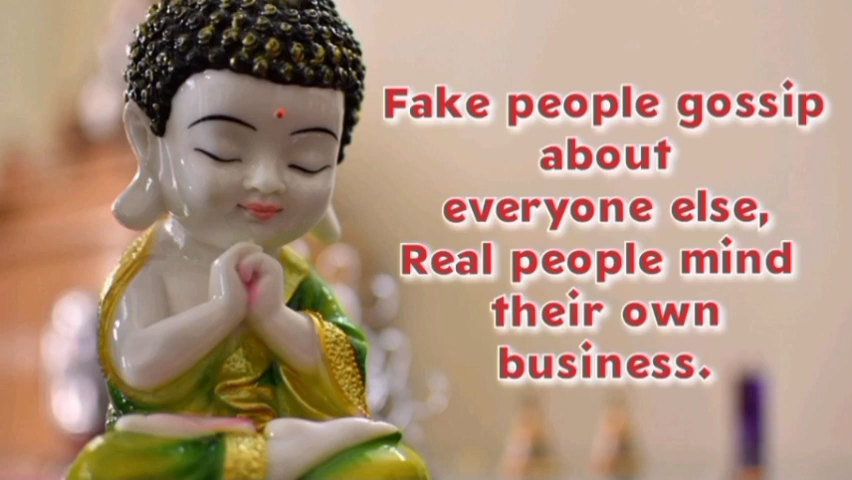 Fake people gossip
about
everyone else,
Real people mind
their own
business.